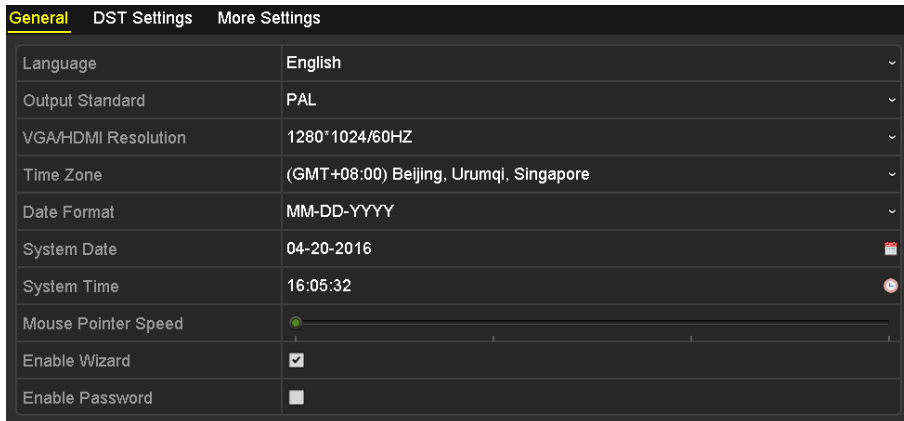 General DST Settings More Settings
Language English
Output Standard PAL
VGA/HDMI Resolution 1280*1024/60HZ
Time Zone (GMT+08:00) Beijing, Urumqi, Singapore
Date Format MM-DD-YYYY
System Date 04-20-2016
System Time 16:05:32
Mouse Pointer Speed
Enable Wizard
Enable Password